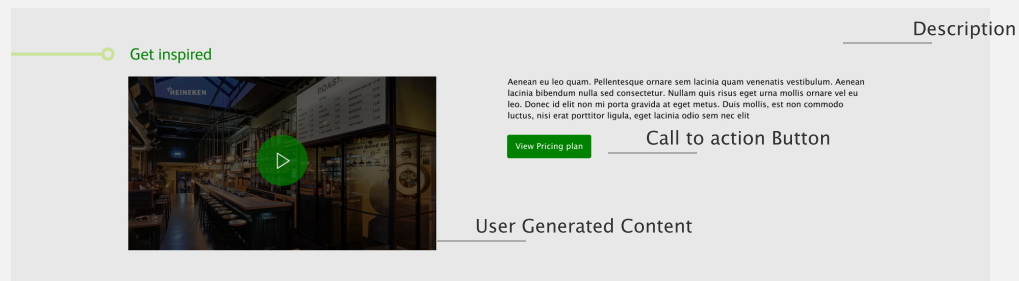 Description
Get inspired
HEINEKEN
ROAST
Aenean eu leo quam. Pellentesque ornare sem lacinia quam venenatis vestibulum. Aenean
lacinia bibendum nulla sed consectetur. Nullam quis risus eget urna mollis ornare vel eu
leo. Donec id elit non mi porta gravida at eget metus. Duis mollis, est non commodo
luctus, nisi erat porttitor ligula, eget lacinia odio sem nec elit
View Pricing plan
Call to action Button
User Generated Content